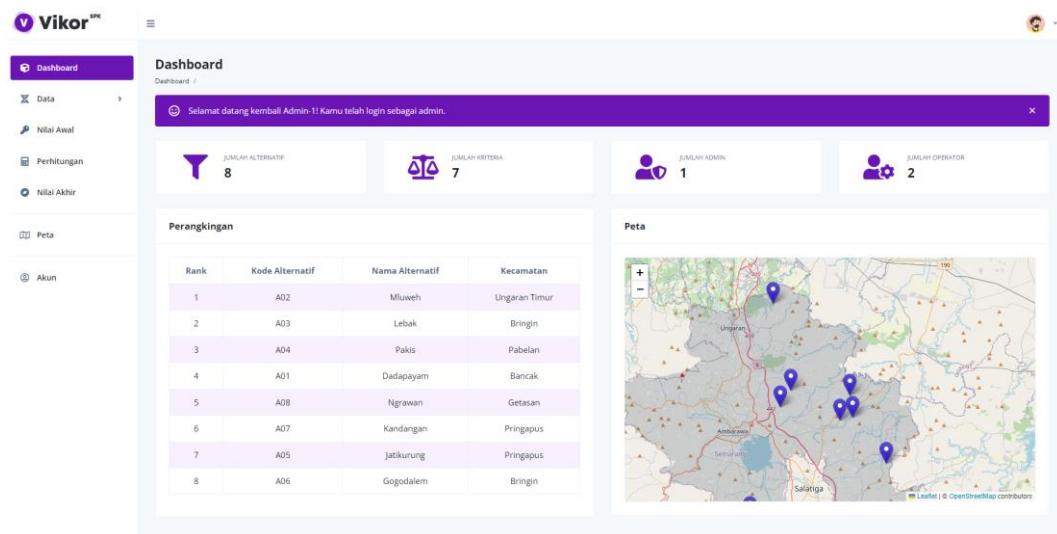 Vikor SPK
Dashboard
Data
Nilai Awal
Perhitungan
Nilai Akhir
Peta
Akun
Dashboard
Dashboard /
Selamat datang kembali Admin-1! Kamu telah login sebagai admin. ×
JUMLAH ALTERNATIF
8
JUMLAH KRITERIA
7
JUMLAH ADMIN
1
JUMLAH OPERATOR
2
Perangkingan
Rank Kode Alternatif Nama Alternatif Kecamatan
1 A02 Mluweh Ungaran Timur
2 A03 Lebak Bringin
3 A04 Pakis Pabelan
4 A01 Dadapayam Bancak
5 A08 Ngrawan Getasan
6 A07 Kandangan Pringapus
7 A05 Jatikurung Pringapus
8 A06 Gogodalem Bringin
Peta
+
−
190
Ungaran
Ambarawa
Semarang
Salatiga
Leaflet | © OpenStreetMap contributors